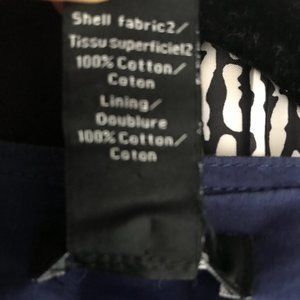 Shell fabric2/
Tissu superficiel2
100% Cotton/
Coton
Lining/
Doublure
100% Cotton/
Coton